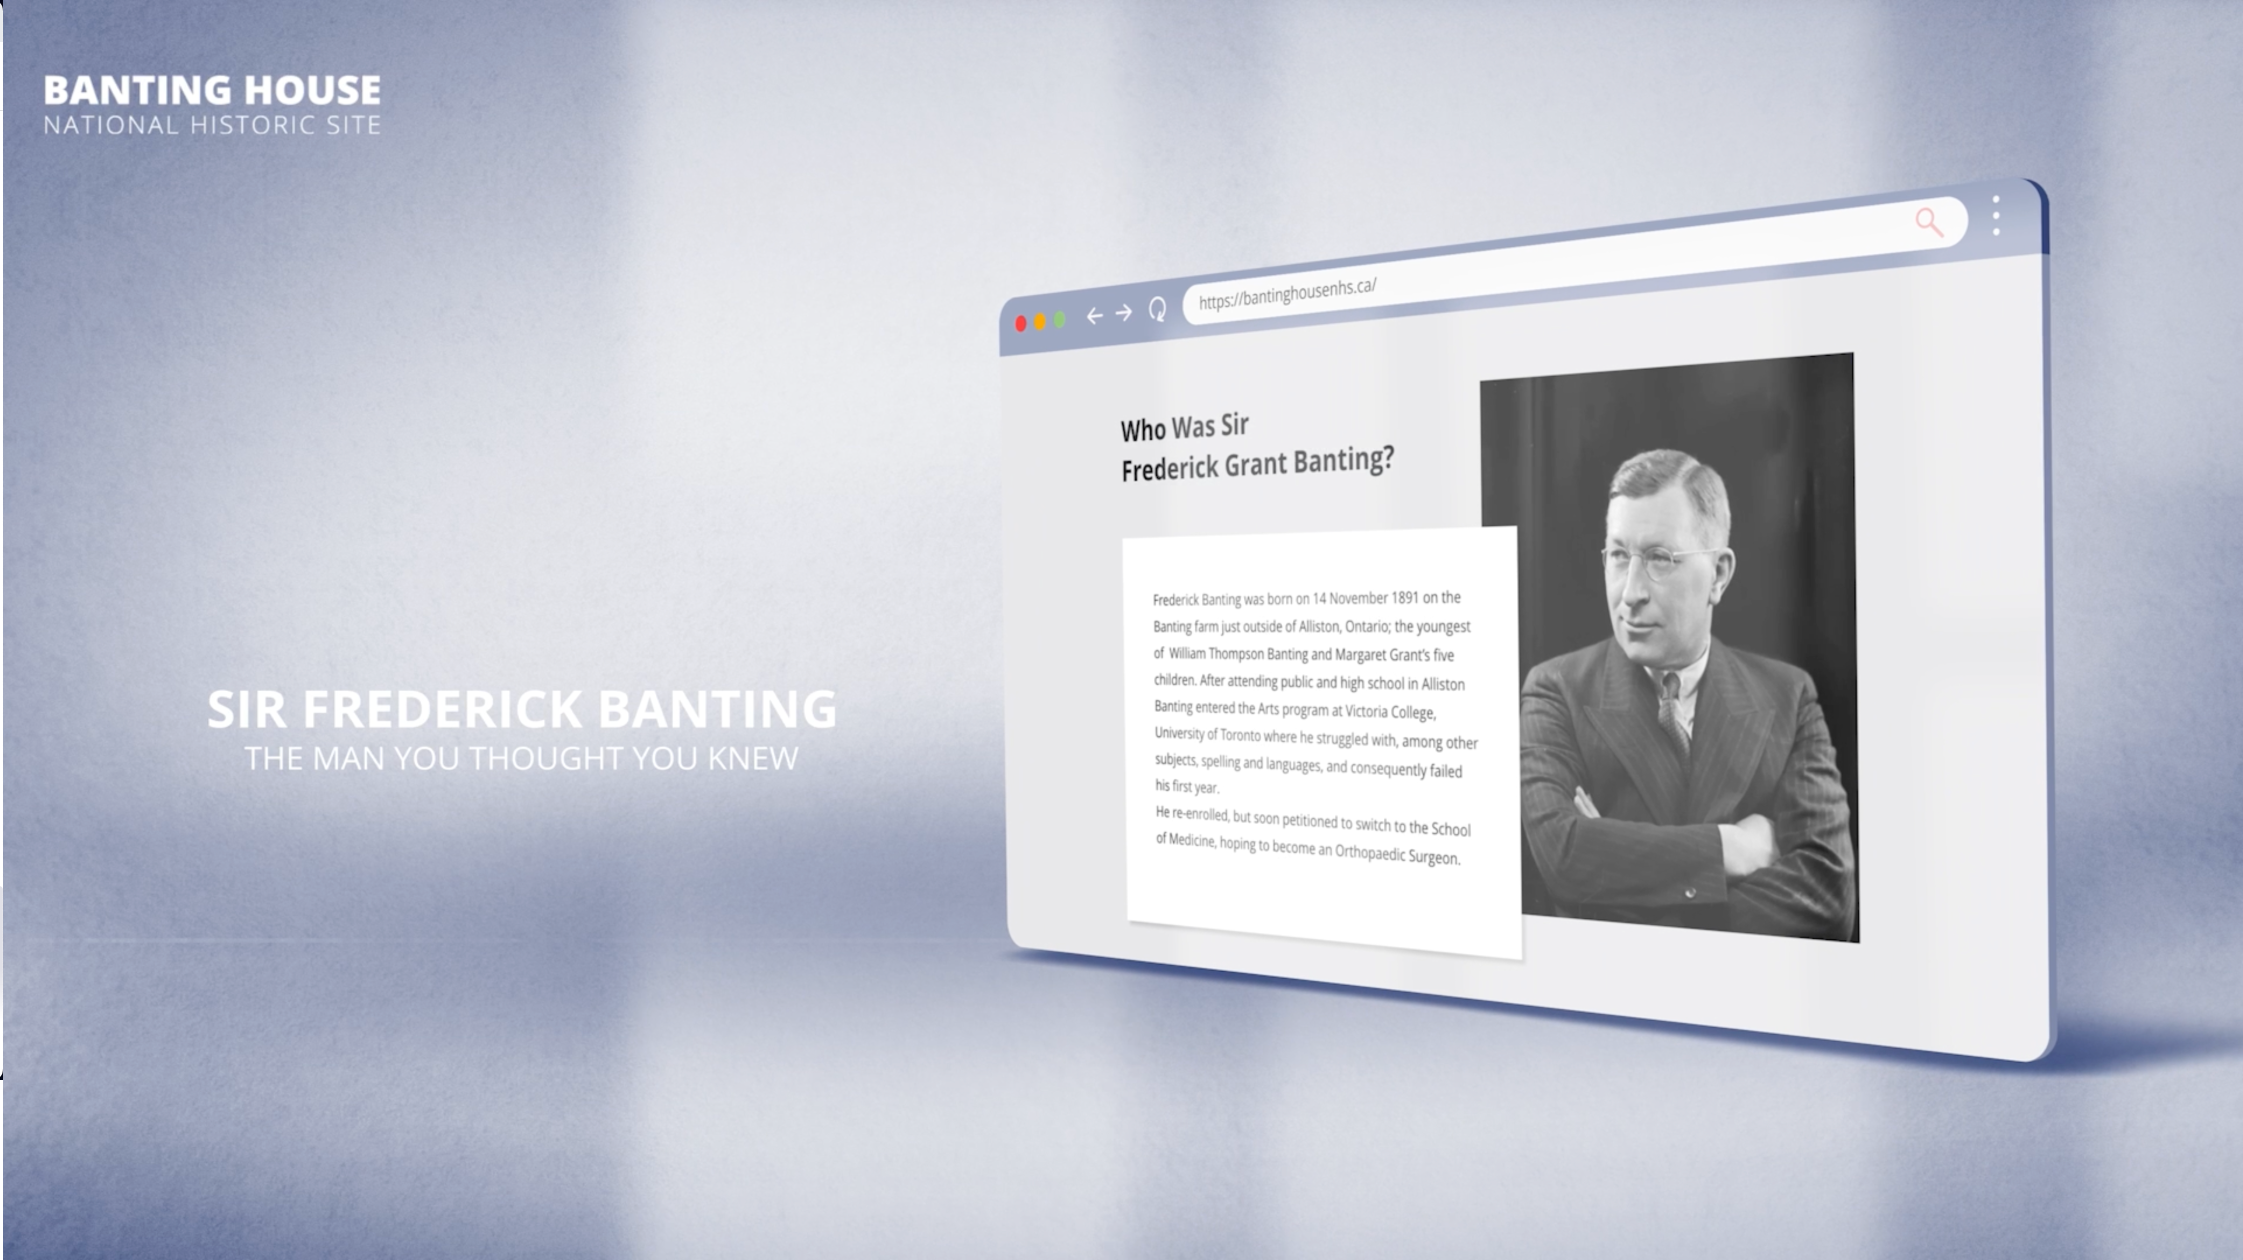 BANTING HOUSE
NATIONAL HISTORIC SITE
SIR FREDERICK BANTING
THE MAN YOU THOUGHT YOU KNEW
https://bantinghousenhs.ca/
Who Was Sir
Frederick Grant Banting?
Frederick Banting was born on 14 November 1891 on the
Banting farm just outside of Alliston, Ontario; the youngest
of William Thompson Banting and Margaret Grant's five
children. After attending public and high school in Alliston
Banting entered the Arts program at Victoria College,
University of Toronto where he struggled with, among other
subjects, spelling and languages, and consequently failed
his first year.
He re-enrolled, but soon petitioned to switch to the School
of Medicine, hoping to become an Orthopaedic Surgeon.